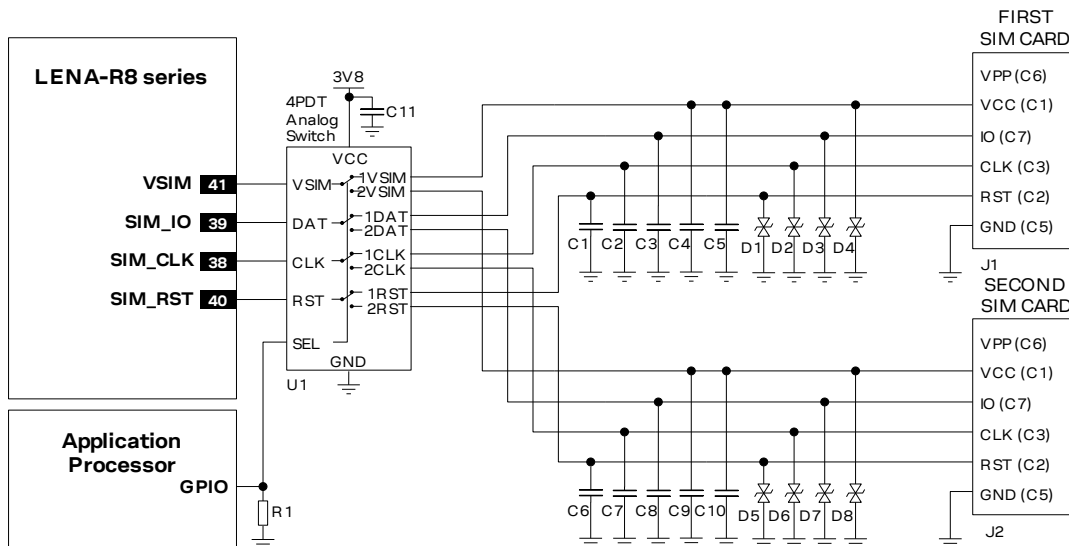 LENA-R8 series
VSIM 41
SIM_IO 39
SIM_CLK 38
SIM_RST 40
Application
Processor
GPIO
R1
3V8
C11
4PDT
Analog
Switch
VCC
VSIM
1VSIM
2VSIM
DAT
1DAT
2DAT
CLK
1CLK
2CLK
RST
1RST
2RST
SEL
GND
U1
C1 C2 C3 C4 C5 D1 D2 D3 D4
FIRST
SIM CARD
VPP (C6)
VCC (C1)
IO (C7)
CLK (C3)
RST (C2)
GND (C5)
J1
C6 C7 C8 C9 C10 D5 D6 D7 D8
SECOND
SIM CARD
VPP (C6)
VCC (C1)
IO (C7)
CLK (C3)
RST (C2)
GND (C5)
J2